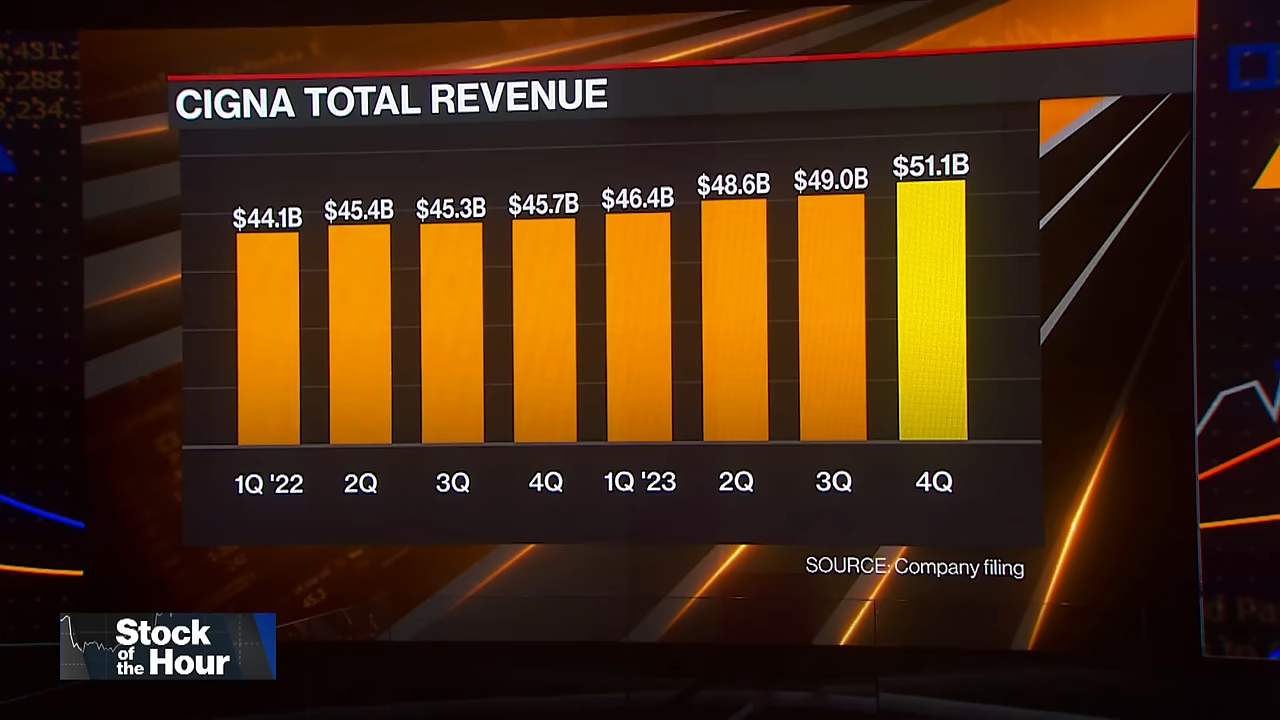 CIGNA TOTAL REVENUE
$44.1B $45.4B $45.3B $45.7B $46.4B $48.6B $49.0B $51.1B
1Q '22 2Q 3Q 4Q 1Q '23 2Q 3Q 4Q
SOURCE: Company filing
Stock
of
the Hour